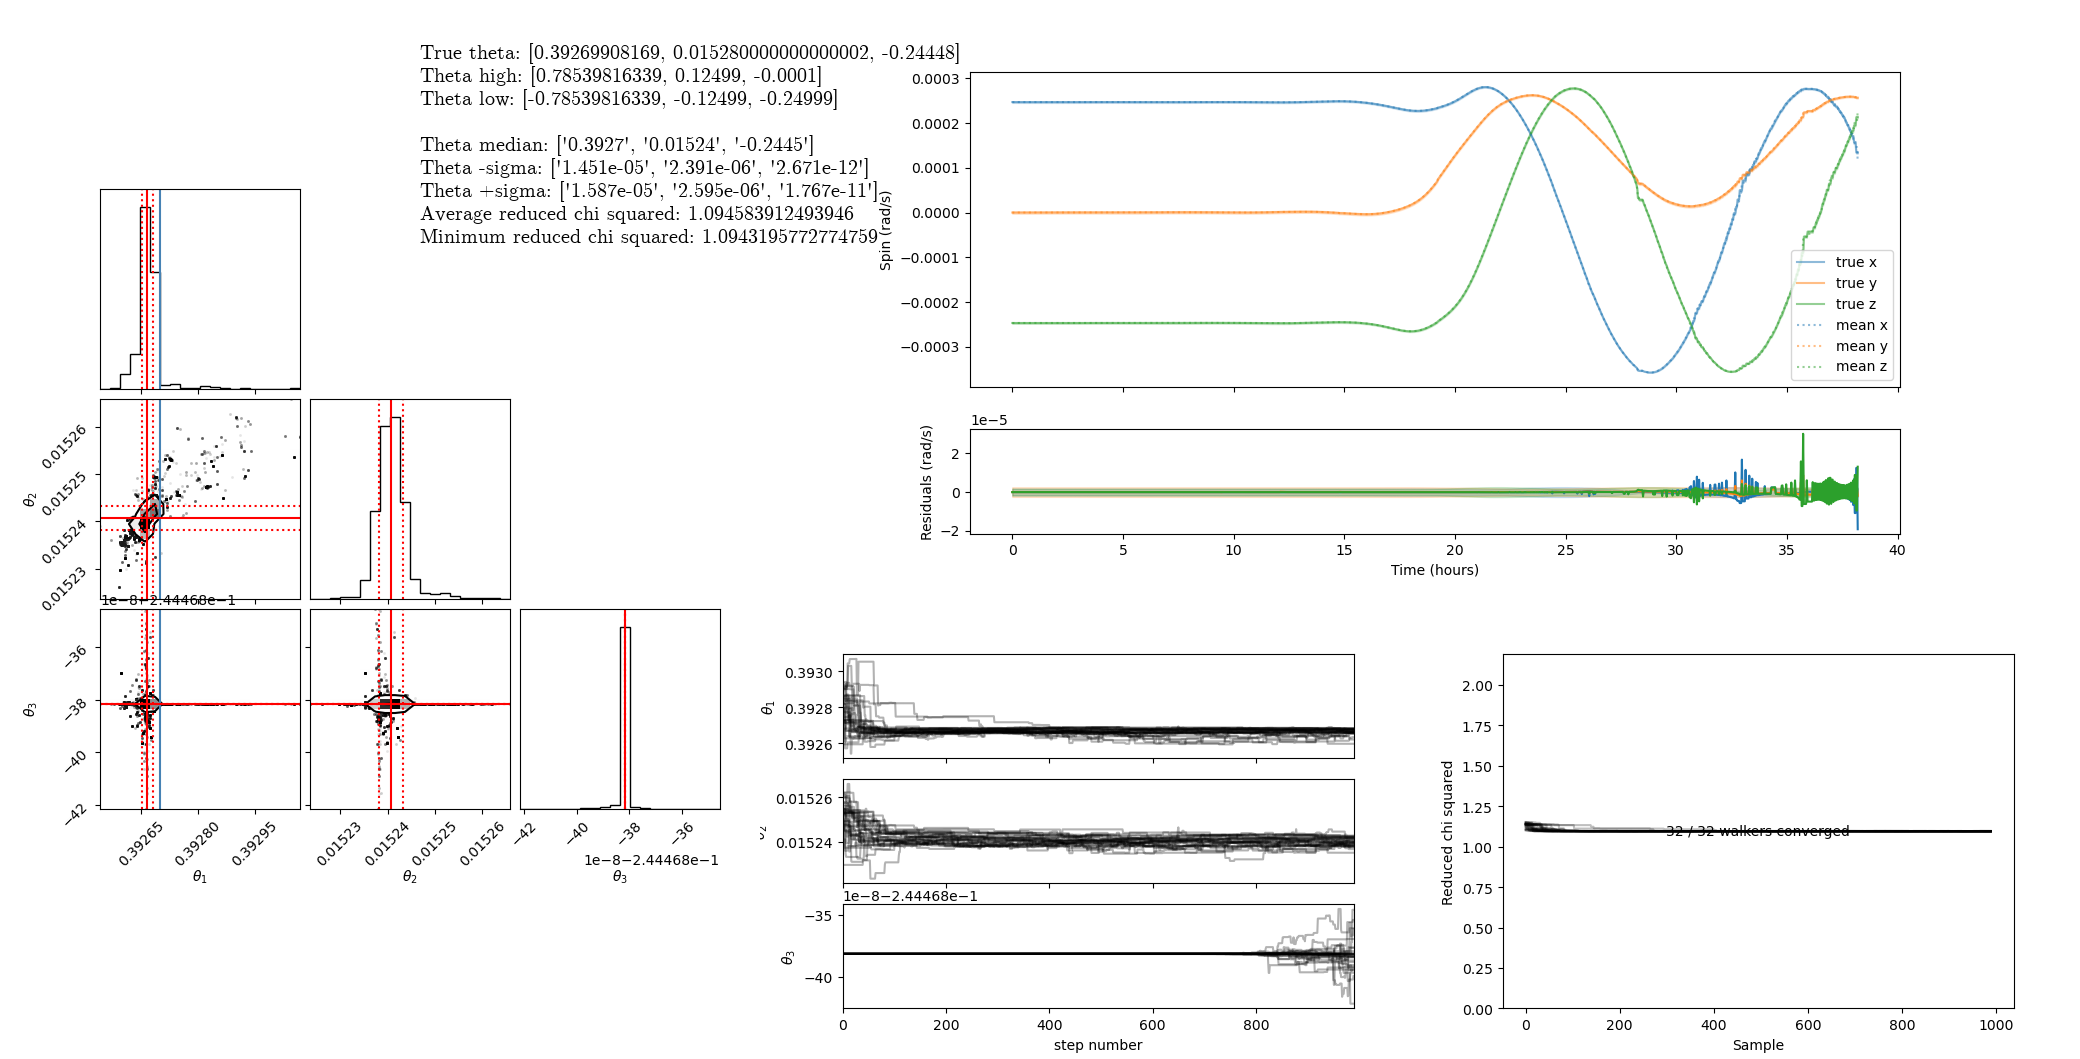 True theta: [0.39269908169, 0.015280000000000002, -0.24448]
Theta high: [0.78539816339, 0.12499, -0.0001]
Theta low: [-0.78539816339, -0.12499, -0.24999]
Theta median: ['0.3927', '0.01524', '-0.2445']
Theta -sigma: ['1.451e-05', '2.391e-06', '2.671e-12']
Theta +sigma: ['1.587e-05', '2.595e-06', '1.767e-11']
Average reduced chi squared: 1.094583912493946
Minimum reduced chi squared: 1.0943195772774759
0.0003
0.0002
0.0001
0.0000
−0.0001
−0.0002
−0.0003
Spin (rad/s)
true x
true y
true z
mean x
mean y
mean z
1e−5
2
0
−2
Residuals (rad/s)
0 5 10 15 20 25 30 35 40
Time (hours)
0.01526
0.01525
0.01524
0.01523
θ2
1e−8−2.44468e−1
−36
−38
−40
−42
θ3
0.39265 0.39280 0.39295
θ1
0.01523 0.01524 0.01525 0.01526
θ2
−42 −40 −38 −36
1e−8−2.44468e−1
θ3
0.3930
0.3928
0.3926
θ1
0.01526
0.01524
1e−8−2.44468e−1
−35
−40
θ3
0 200 400 600 800
step number
2.00
1.75
1.50
1.25
1.00
0.75
0.50
0.25
0.00
Reduced chi squared
32 / 32 walkers converged
0 200 400 600 800 1000
Sample